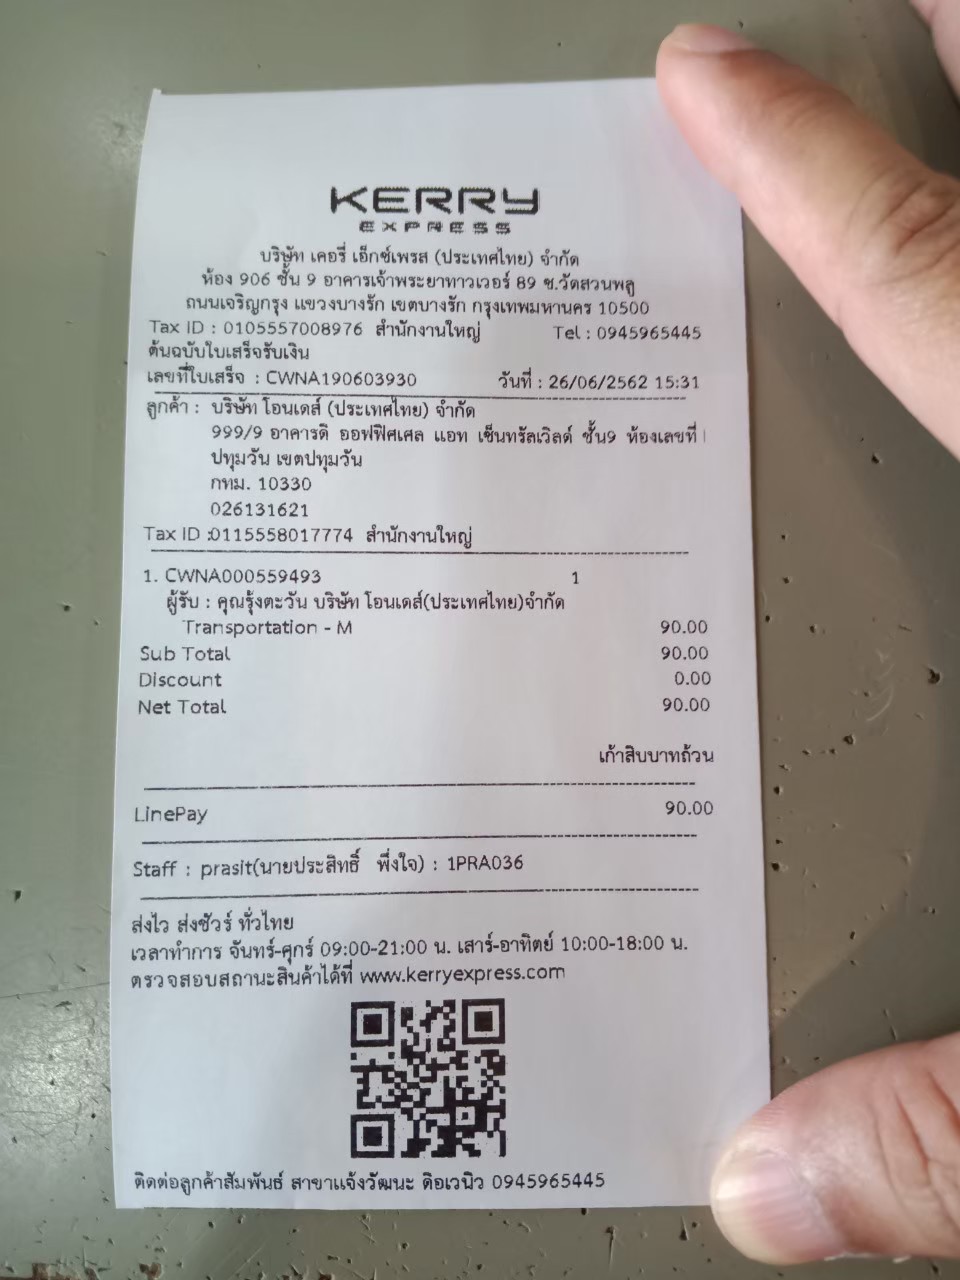 KERRY
EXPRESS
บริษัท เคอรี่ เอ็กซ์เพรส (ประเทศไทย) จำกัด
ห้อง 906 ชั้น 9 อาคารเจ้าพระยาทาวเวอร์ 89 ซ.วัดสวนพลู
ถนนเจริญกรุง แขวงบางรัก เขตบางรัก กรุงเทพมหานคร 10500
Tax ID : 0105557008976 สำนักงานใหญ่ Tel : 0945965445
ต้นฉบับใบเสร็จรับเงิน
เลขที่ใบเสร็จ : CWNA190603930 วันที่ : 26/06/2562 15:31
ลูกค้า : บริษัท โอนเดส์ (ประเทศไทย) จำกัด
999/9 อาคารดิ ออฟฟิศเศส แอท เซ็นทรัลเวิลด์ ชั้น9 ห้องเลขที่
ปทุมวัน เขตปทุมวัน
กทม. 10330
026131621
Tax ID :0115558017774 สำนักงานใหญ่
1. CWNA000559493 1
ผู้รับ : คุณรุ้งตะวัน บริษัท โอนเดส์(ประเทศไทย)จำกัด
Transportation - M 90.00
Sub Total 90.00
Discount 0.00
Net Total 90.00
เก้าสิบบาทถ้วน
LinePay 90.00
Staff : prasit(นายประสิทธิ์ พึ่งใจ) : 1PRA036
ส่งไว ส่งชัวร์ ทั่วไทย
เวลาทำการ จันทร์-ศุกร์ 09:00-21:00 น. เสาร์-อาทิตย์ 10:00-18:00 น.
ตรวจสอบสถานะสินค้าได้ที่ www.kerryexpress.com
ติดต่อลูกค้าสัมพันธ์ สาขาแจ้งวัฒนะ ดิอเวนิว 0945965445